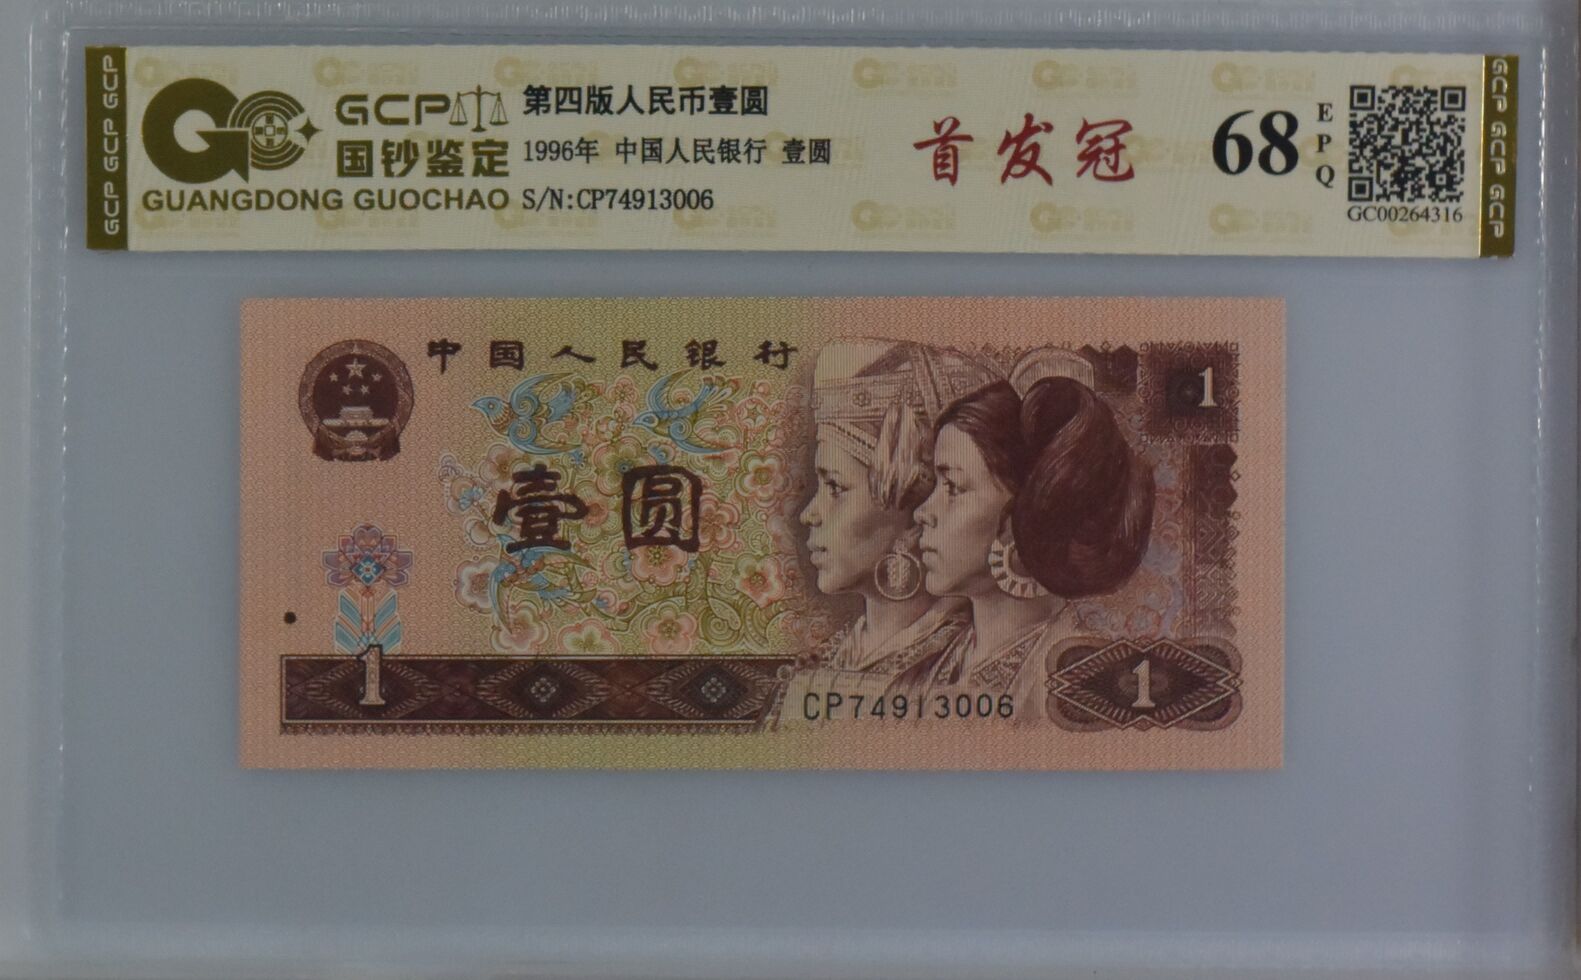 GCP GCP GCP
GCP
国钞鉴定
GUANGDONG GUOCHAO
第四版人民币壹圆
1996年 中国人民银行 壹圆
S/N:CP74913006
首发冠
68
EPQ
GC00264316
GCP GCP GCP
中国人民银行
1
壹圆
1
CP74913006
1